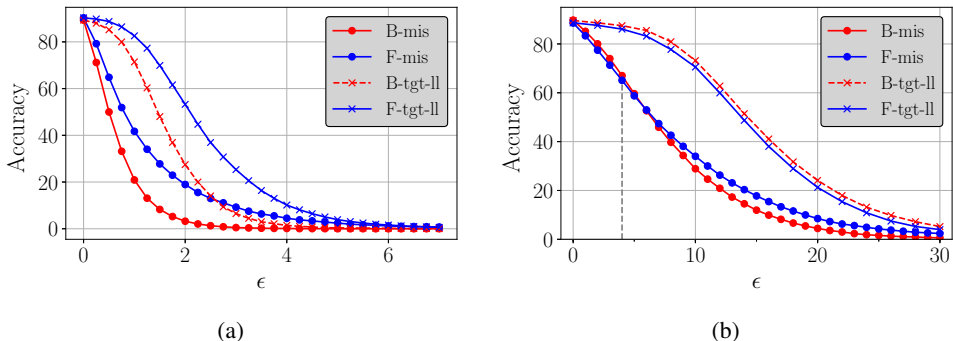 80
60
40
20
0
Accuracy
0 2 4 6
ϵ
B-mis
F-mis
B-tgt-ll
F-tgt-ll
(a)
80
60
40
20
0
Accuracy
0 10 20 30
ϵ
B-mis
F-mis
B-tgt-ll
F-tgt-ll
(b)